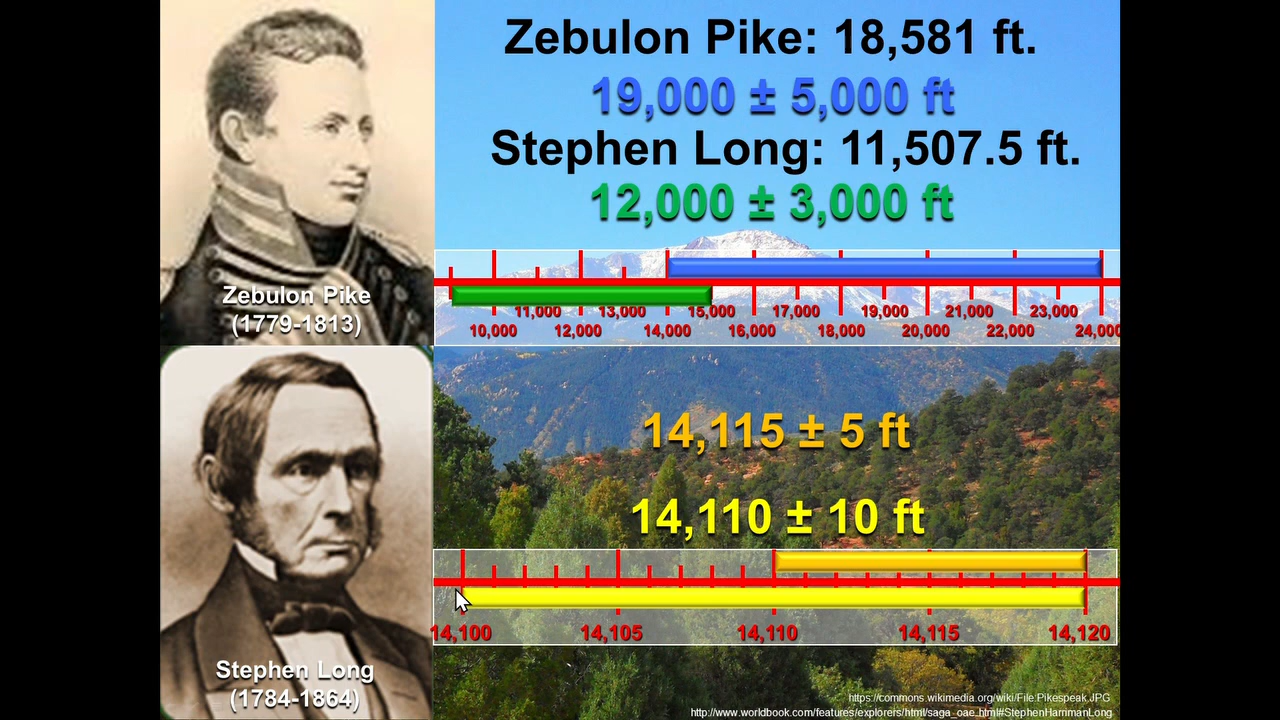 Zebulon Pike: 18,581 ft.
19,000 ± 5,000 ft
Stephen Long: 11,507.5 ft.
12,000 ± 3,000 ft
Zebulon Pike
(1779-1813)
11,000 13,000 15,000 17,000 19,000 21,000 23,000
10,000 12,000 14,000 16,000 18,000 20,000 22,000 24,000
14,115 ± 5 ft
14,110 ± 10 ft
14,100 14,105 14,110 14,115 14,120
Stephen Long
(1784-1864)
https://commons.wikimedia.org/wiki/File:Pikespeak.JPG
http://www.worldbook.com/features/explorers/html/saga_oae.html#StephenHarrimanLong